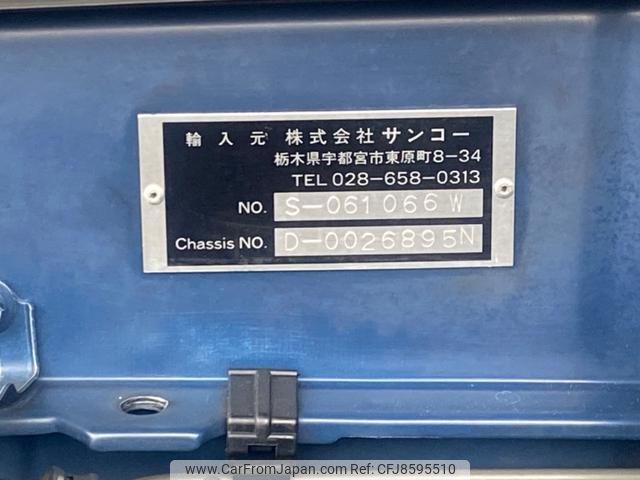 輸入元 株式会社サンコー
栃木県宇都宮市東原町8-34
TEL 028-658-0313
NO. S-061066W
Chassis NO. D-0026895N
www.CarFromJapan.com | CFJ8595510